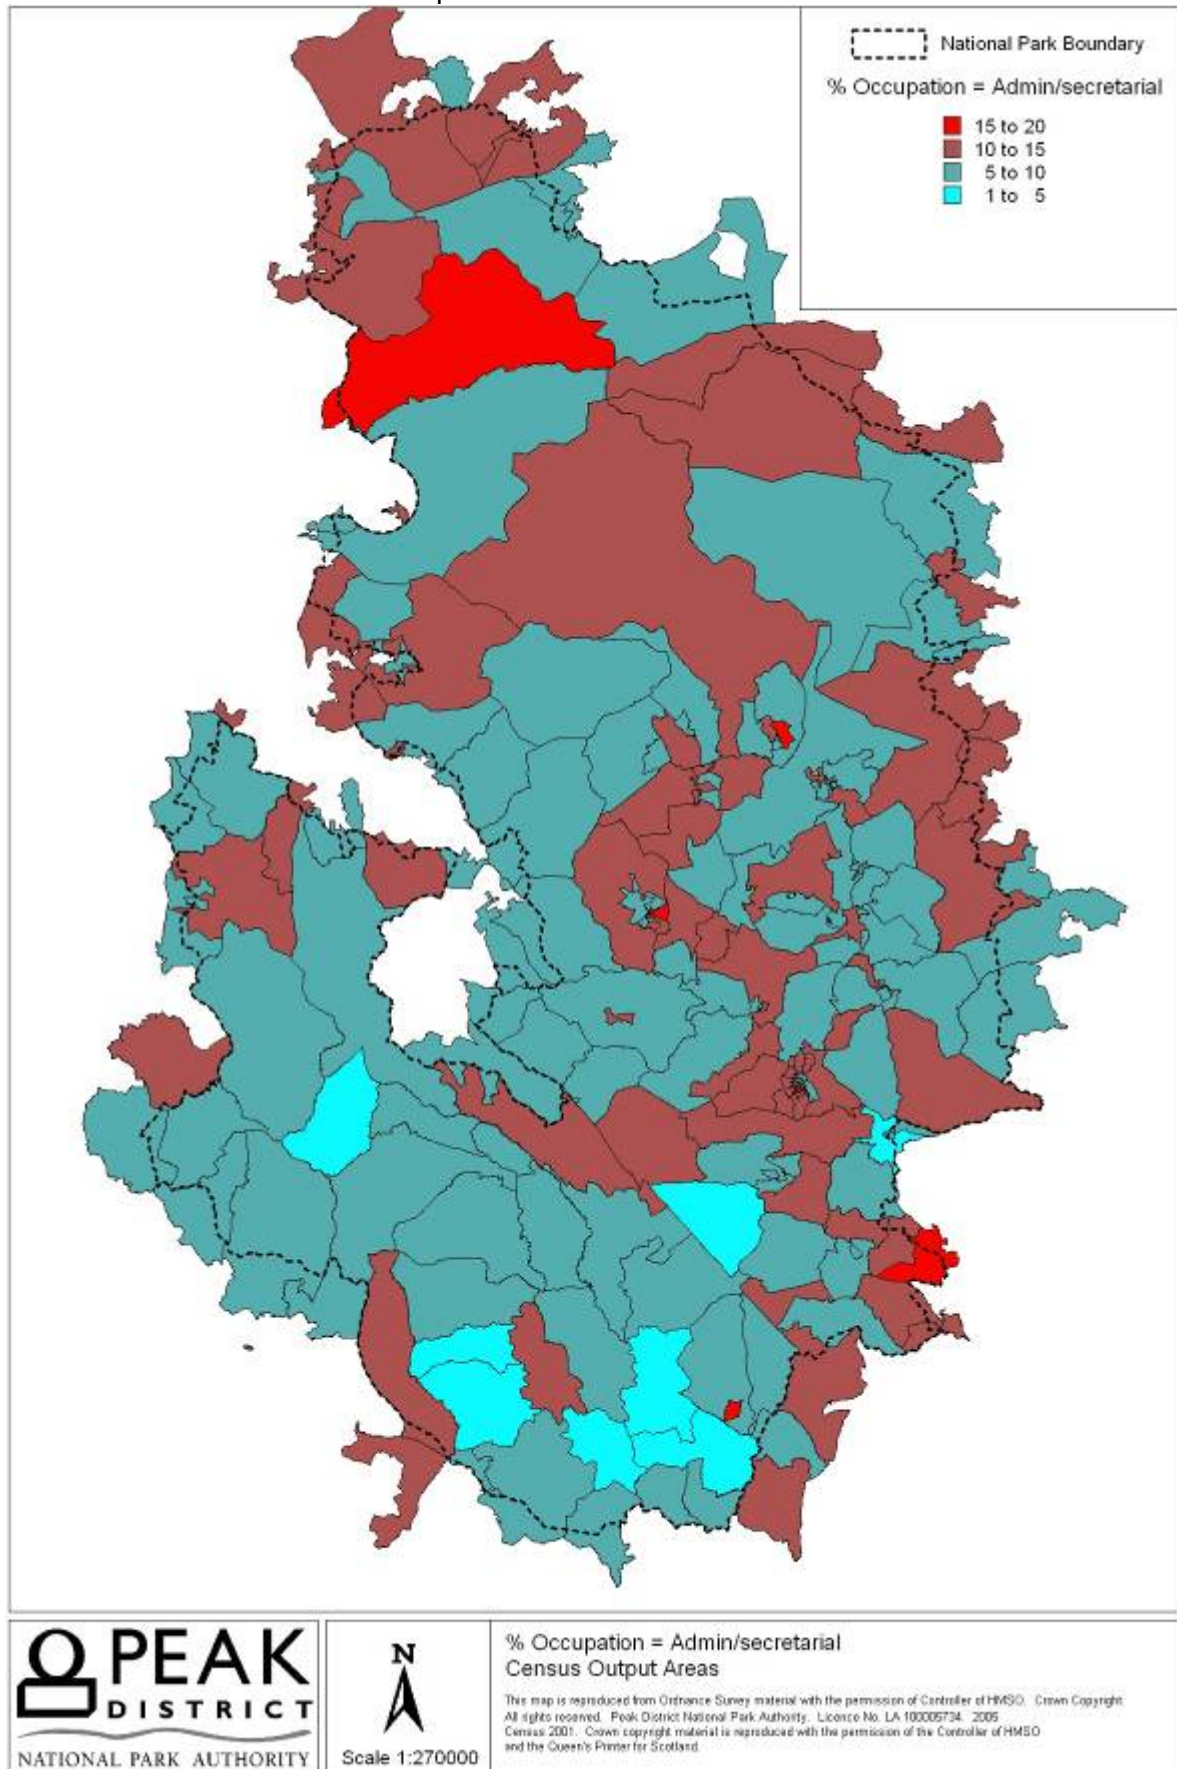 National Park Boundary
% Occupation = Admin/secretarial
15 to 20
10 to 15
5 to 10
1 to 5
PEAK
DISTRICT
NATIONAL PARK AUTHORITY
N
Scale 1:270000
% Occupation = Admin/secretarial
Census Output Areas
This map is reproduced from Ordnance Survey material with the permission of Controller of HMSO. Crown Copyright.
All rights reserved. Peak District National Park Authority. Licence No. LA 100005734. 2005
Census 2001. Crown copyright material is reproduced with the permission of the Controller of HMSO
and the Queen's Printer for Scotland.